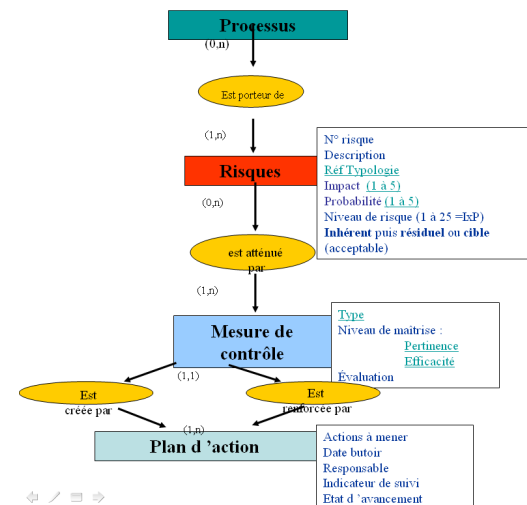 Processus
(0,n)
Est porteur de
(1,n)
Risques
N° risque
Description
Réf Typologie
Impact (1 à 5)
Probabilité (1 à 5)
Niveau de risque (1 à 25 =IxP)
Inhérent puis résiduel ou cible
(acceptable)
(0,n)
est atténué
par
(1,n)
Mesure de
contrôle
Type
Niveau de maitrise :
Pertinence
Efficacité
Évaluation
(1,1)
Est
créée par
Est
renforcée par
(1,n)
Plan d ’action
Actions à mener
Date butoir
Responsable
Indicateur de suivi
Etat d ’avancement